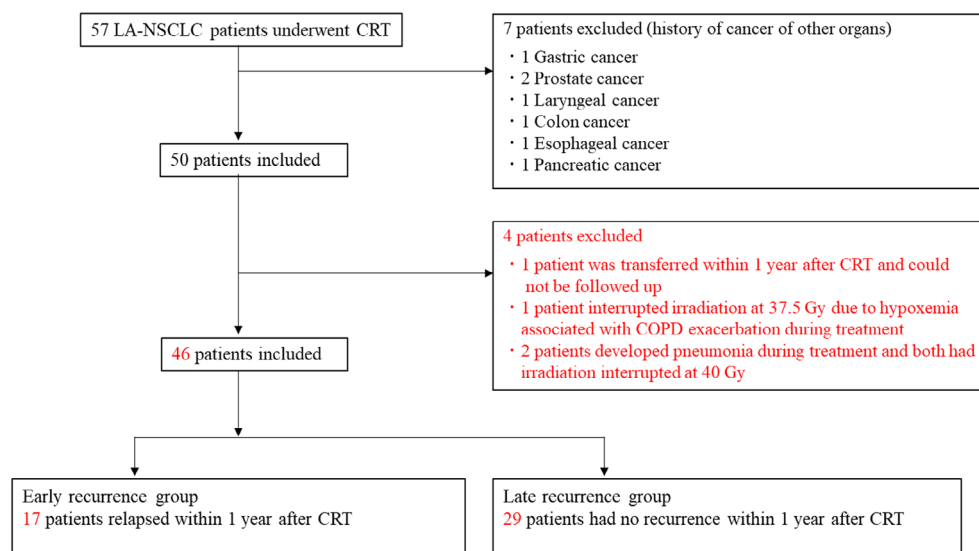 57 LA-NSCLC patients underwent CRT
7 patients excluded (history of cancer of other organs)
・1 Gastric cancer
・2 Prostate cancer
・1 Laryngeal cancer
・1 Colon cancer
・1 Esophageal cancer
・1 Pancreatic cancer
50 patients included
4 patients excluded
・1 patient was transferred within 1 year after CRT and could
not be followed up
・1 patient interrupted irradiation at 37.5 Gy due to hypoxemia
associated with COPD exacerbation during treatment
・2 patients developed pneumonia during treatment and both had
irradiation interrupted at 40 Gy
46 patients included
Early recurrence group
17 patients relapsed within 1 year after CRT
Late recurrence group
29 patients had no recurrence within 1 year after CRT